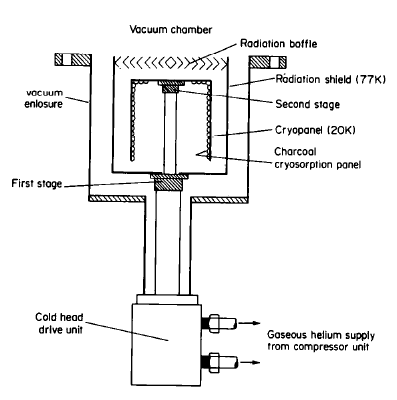 Vacuum chamber
Radiation baffle
Radiation shield (77K)
vacuum
enlosure
Second stage
Cryopanel (20K)
Charcoal
cryosorption panel
First stage
Cold head
drive unit
Gaseous helium supply
from compressor unit